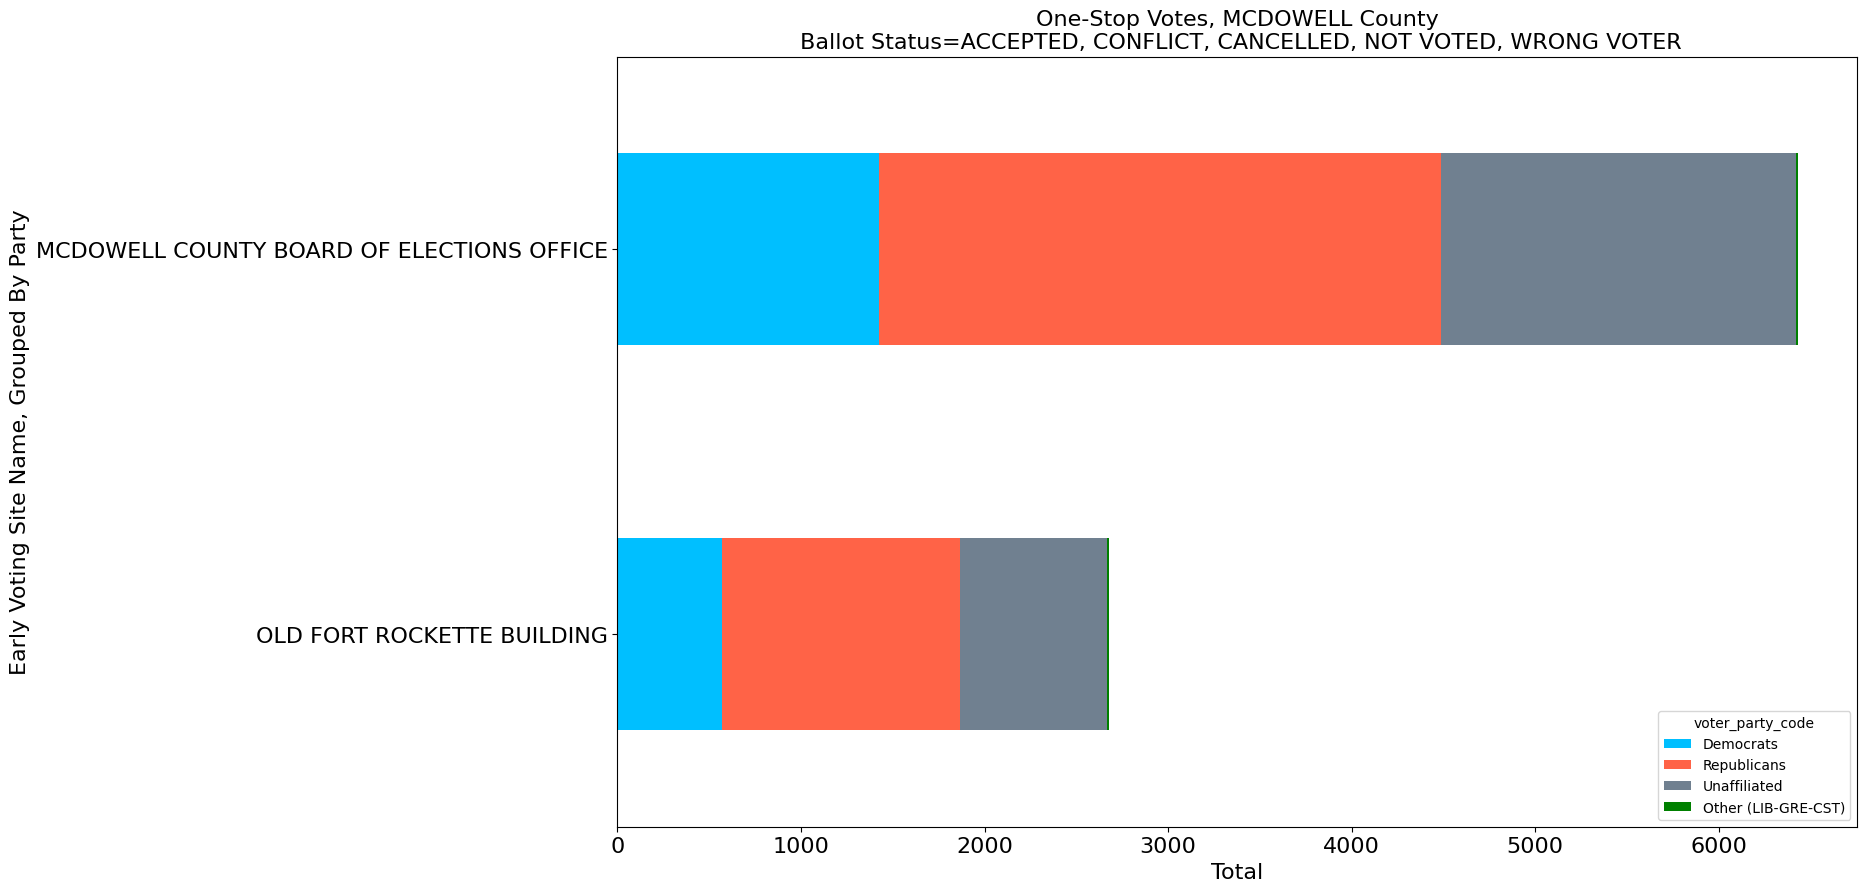 One-Stop Votes, MCDOWELL County
Ballot Status=ACCEPTED, CONFLICT, CANCELLED, NOT VOTED, WRONG VOTER
Early Voting Site Name, Grouped By Party
MCDOWELL COUNTY BOARD OF ELECTIONS OFFICE
OLD FORT ROCKETTE BUILDING
voter_party_code
Democrats
Republicans
Unaffiliated
Other (LIB-GRE-CST)
0 1000 2000 3000 4000 5000 6000
Total